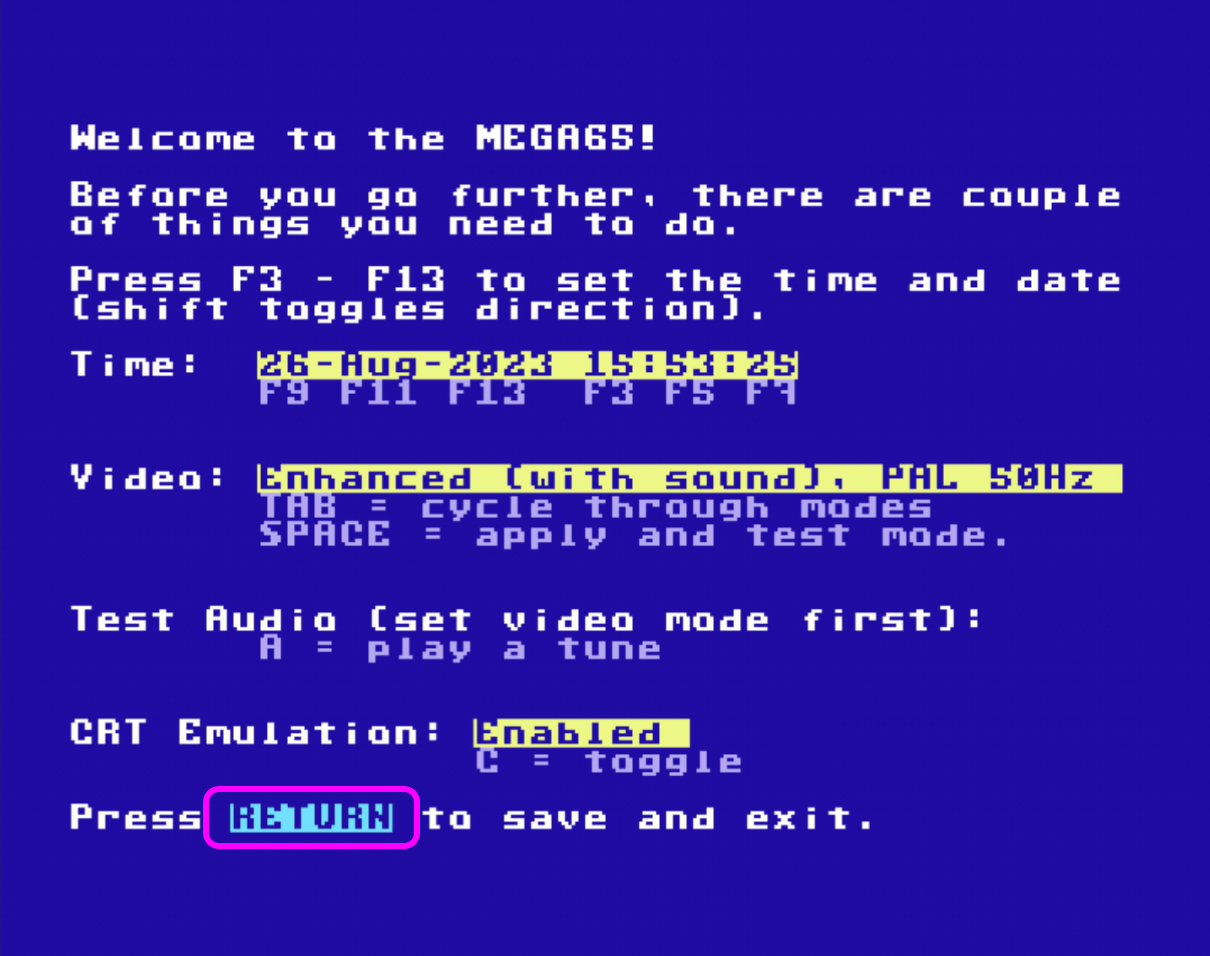 Welcome to the MEGA65!
Before you go further, there are couple
of things you need to do.
Press F3 - F13 to set the time and date
(shift toggles direction).
Time: 26-Aug-2023 15:53:25
F9 F11 F13 F3 F5 F7
Video: Enhanced (with sound), PAL 50Hz
TAB = cycle through modes
SPACE = apply and test mode.
Test Audio (set video mode first):
A = play a tune
CRT Emulation: Enabled
C = toggle
Press RETURN to save and exit.